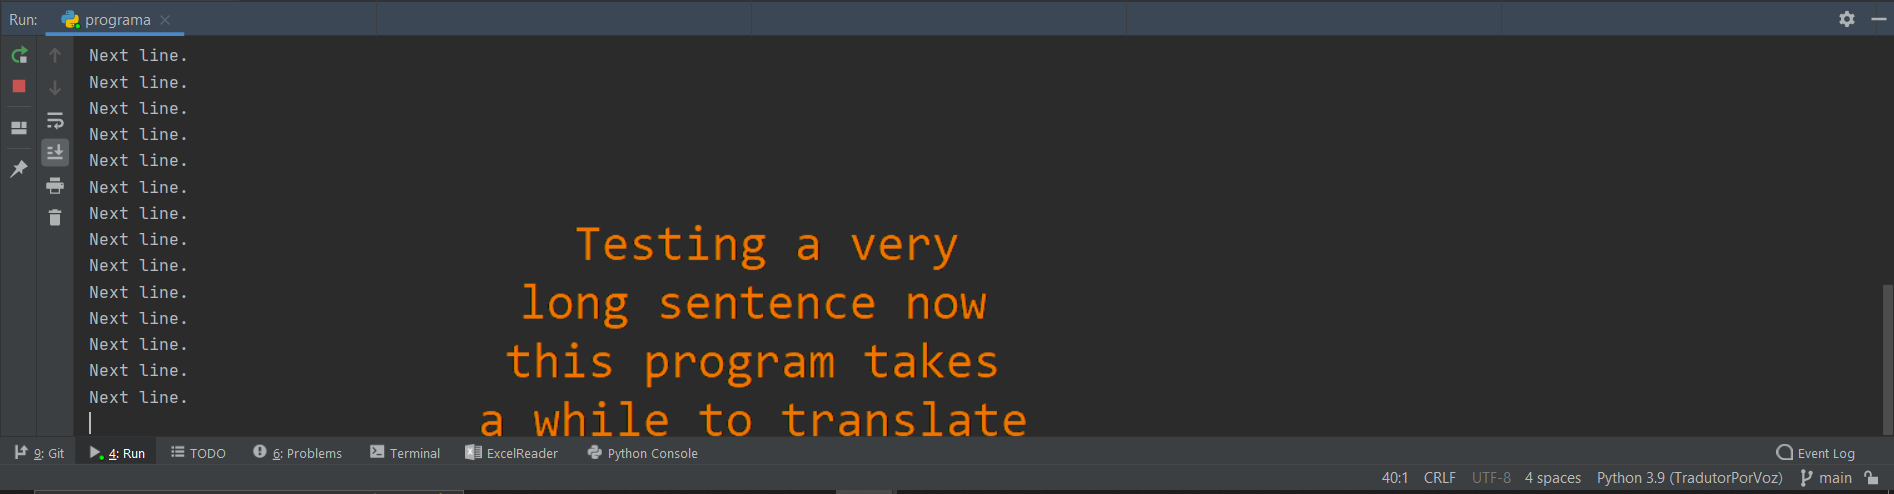 Run: programa
Next line.
Next line.
Next line.
Next line.
Next line.
Next line.
Next line.
Next line.
Next line.
Next line.
Next line.
Next line.
Next line.
Next line.
Testing a very
long sentence now
this program takes
a while to translate
9: Git 4: Run TODO 6: Problems Terminal ExcelReader Python Console Event Log
40:1 CRLF UTF-8 4 spaces Python 3.9 (TradutorPorVoz) main